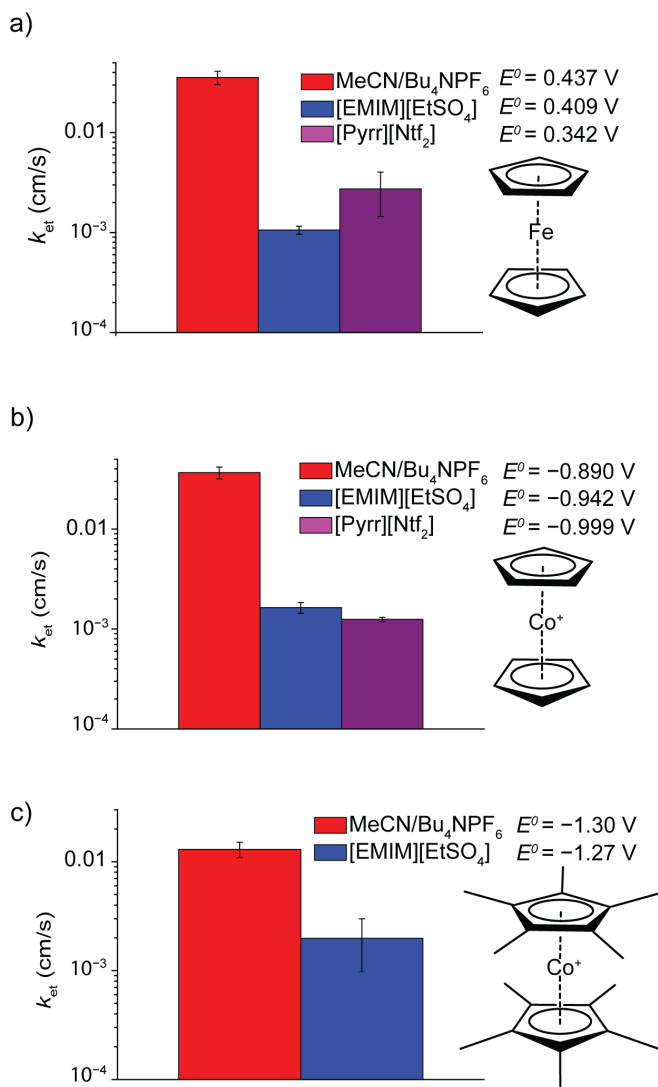 a)
MeCN/Bu₄NPF₆ E⁰ = 0.437 V
[EMIM][EtSO₄] E⁰ = 0.409 V
[Pyrr][Ntf₂] E⁰ = 0.342 V
0.01
10⁻³
10⁻⁴
kₑₜ (cm/s)
Fe
b)
MeCN/Bu₄NPF₆ E⁰ = −0.890 V
[EMIM][EtSO₄] E⁰ = −0.942 V
[Pyrr][Ntf₂] E⁰ = −0.999 V
0.01
10⁻³
10⁻⁴
kₑₜ (cm/s)
Co⁺
c)
MeCN/Bu₄NPF₆ E⁰ = −1.30 V
[EMIM][EtSO₄] E⁰ = −1.27 V
0.01
10⁻³
10⁻⁴
kₑₜ (cm/s)
Co⁺